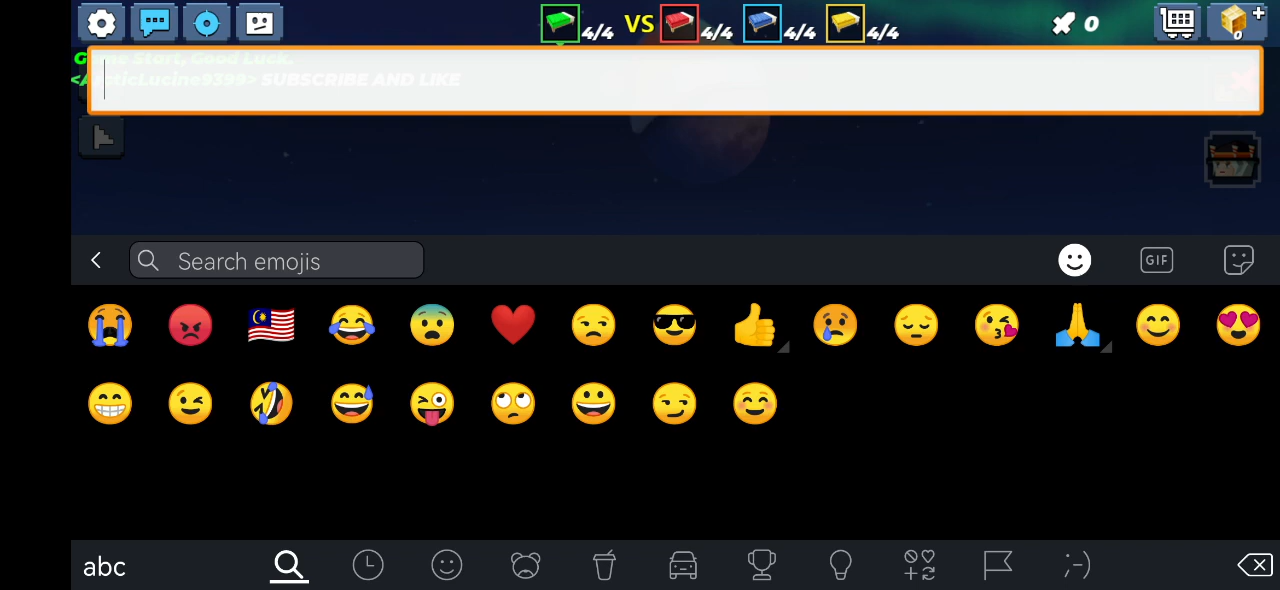 4/4 VS 4/4 4/4 4/4 0 0
Game Start, Good Luck.
<ArcticLucine9399> SUBSCRIBE AND LIKE
Search emojis GIF
abc ;-)